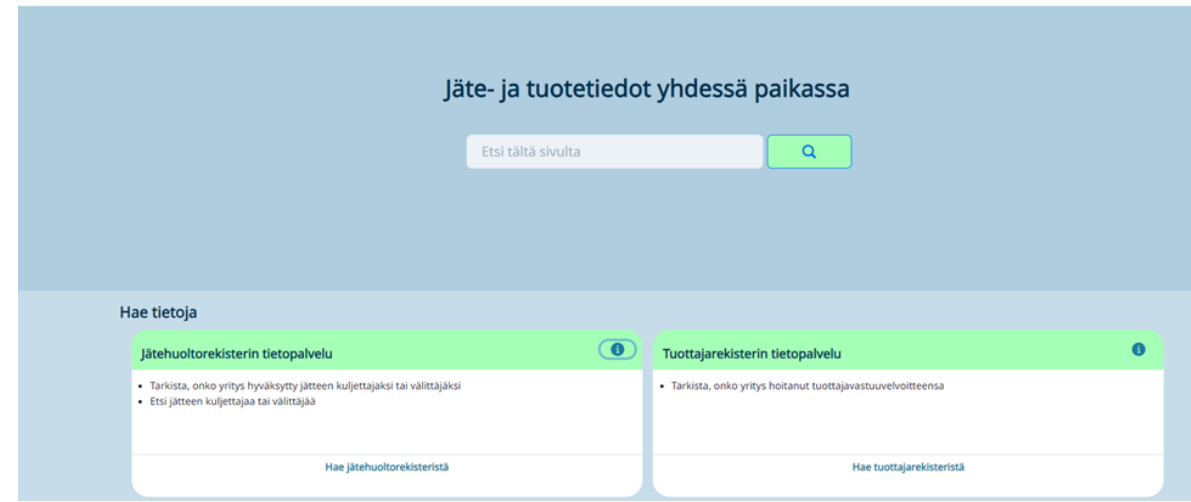 Jäte- ja tuotetiedot yhdessä paikassa
Etsi tältä sivulta
Hae tietoja
Jätehuoltorekisterin tietopalvelu
• Tarkista, onko yritys hyväksytty jätteen kuljettajaksi tai välittäjäksi
• Etsi jätteen kuljettajaa tai välittäjää
Hae jätehuoltorekisteristä
Tuottajarekisterin tietopalvelu
• Tarkista, onko yritys hoitanut tuottajavastuuvelvoitteensa
Hae tuottajarekisteristä